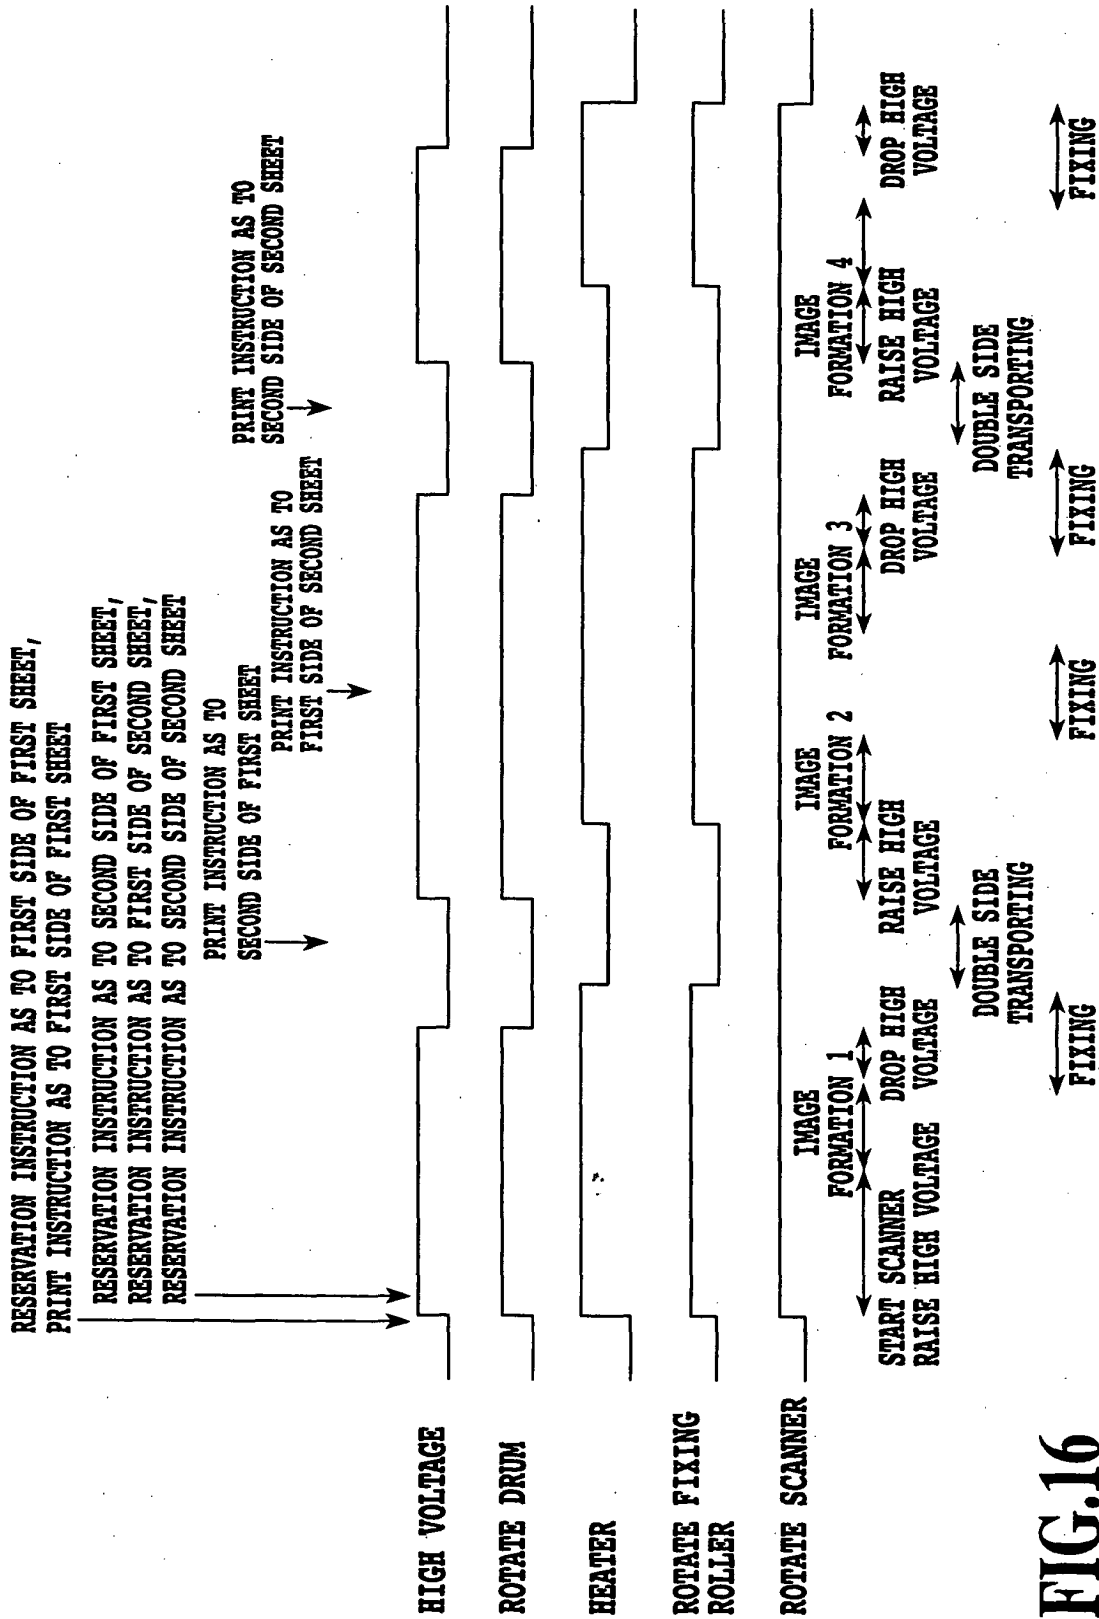 RESERVATION INSTRUCTION AS TO FIRST SIDE OF FIRST SHEET,
PRINT INSTRUCTION AS TO FIRST SIDE OF FIRST SHEET
RESERVATION INSTRUCTION AS TO SECOND SIDE OF FIRST SHEET,
RESERVATION INSTRUCTION AS TO FIRST SIDE OF SECOND SHEET,
RESERVATION INSTRUCTION AS TO SECOND SIDE OF SECOND SHEET
PRINT INSTRUCTION AS TO
SECOND SIDE OF FIRST SHEET
PRINT INSTRUCTION AS TO
FIRST SIDE OF SECOND SHEET
PRINT INSTRUCTION AS TO
SECOND SIDE OF SECOND SHEET
HIGH VOLTAGE
ROTATE DRUM
HEATER
ROTATE FIXING
ROLLER
ROTATE SCANNER
IMAGE
FORMATION 1
IMAGE
FORMATION 2
IMAGE
FORMATION 3
IMAGE
FORMATION 4
START SCANNER
RAISE HIGH VOLTAGE
DROP HIGH
VOLTAGE
RAISE HIGH
VOLTAGE
DROP HIGH
VOLTAGE
RAISE HIGH
VOLTAGE
DROP HIGH
VOLTAGE
DOUBLE SIDE
TRANSPORTING
DOUBLE SIDE
TRANSPORTING
FIXING
FIXING
FIXING
FIXING
FIG.16